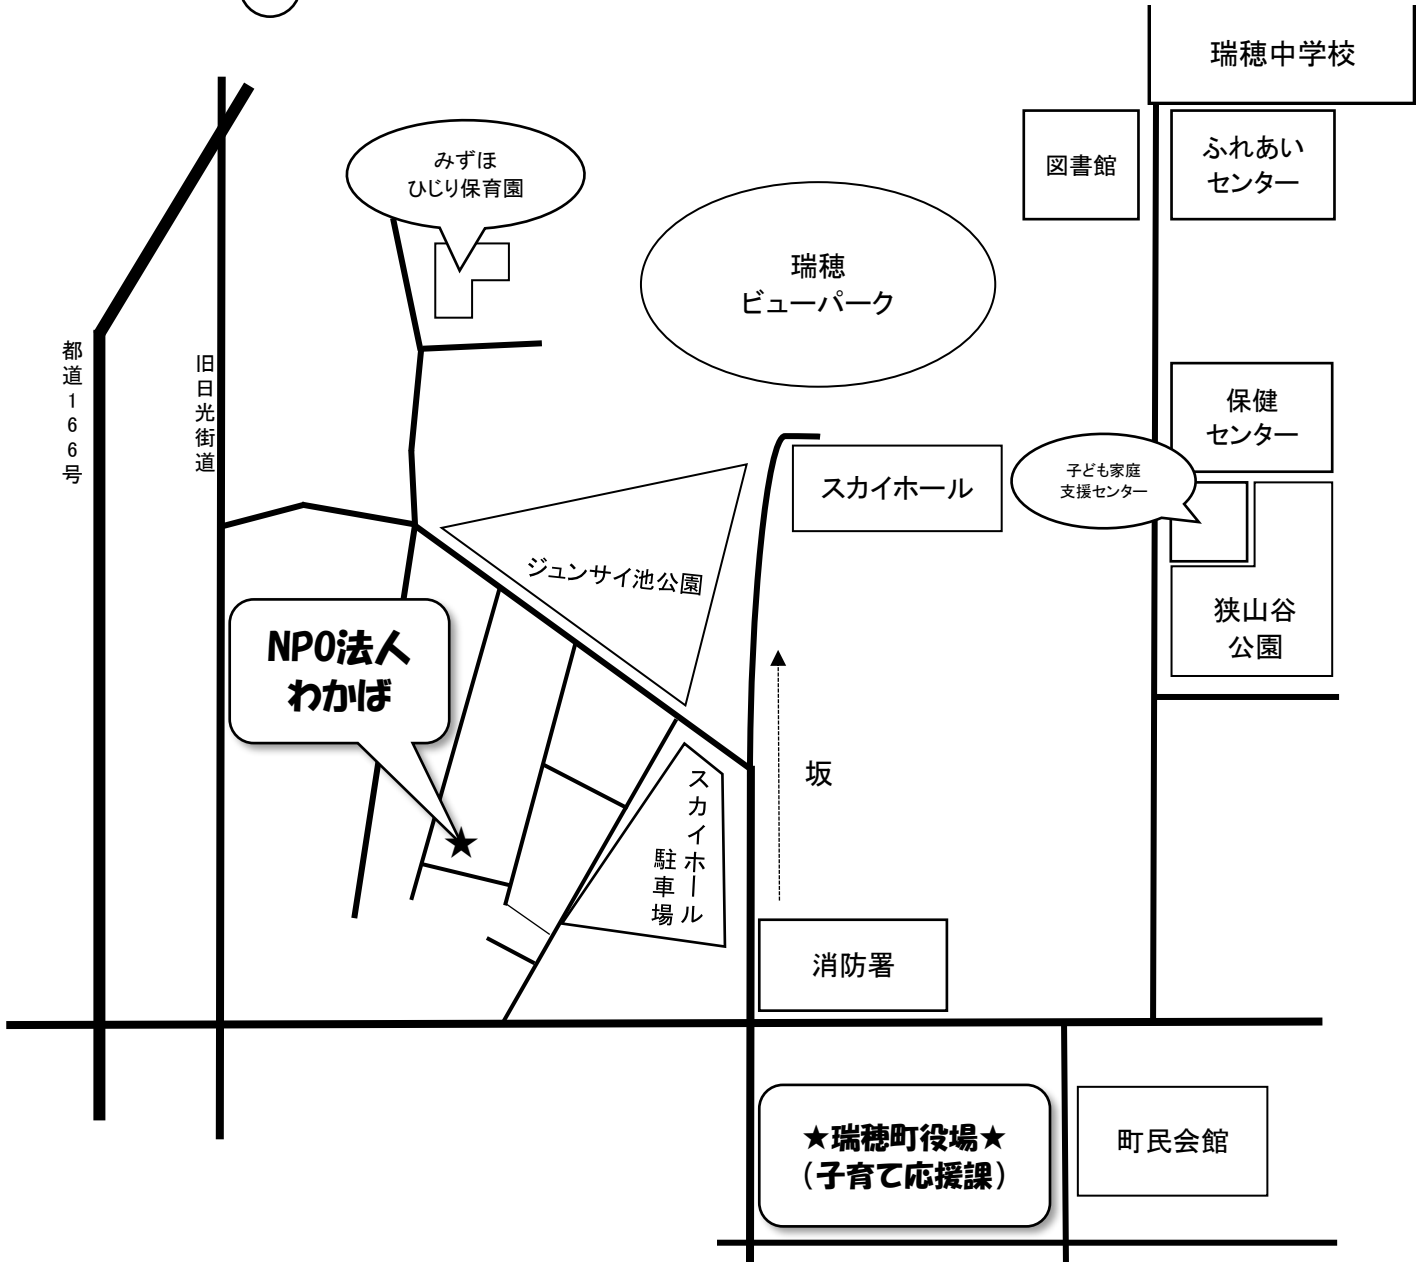 瑞穂中学校
図書館
ふれあい
センター
みずほ
ひじり保育園
瑞穂
ビューパーク
都道166号
旧日光街道
保健
センター
子ども家庭
支援センター
スカイホール
ジュンサイ池公園
狭山谷
公園
NPO法人
わかば
坂
スカイホール
駐車場
消防署
★瑞穂町役場★
（子育て応援課）
町民会館